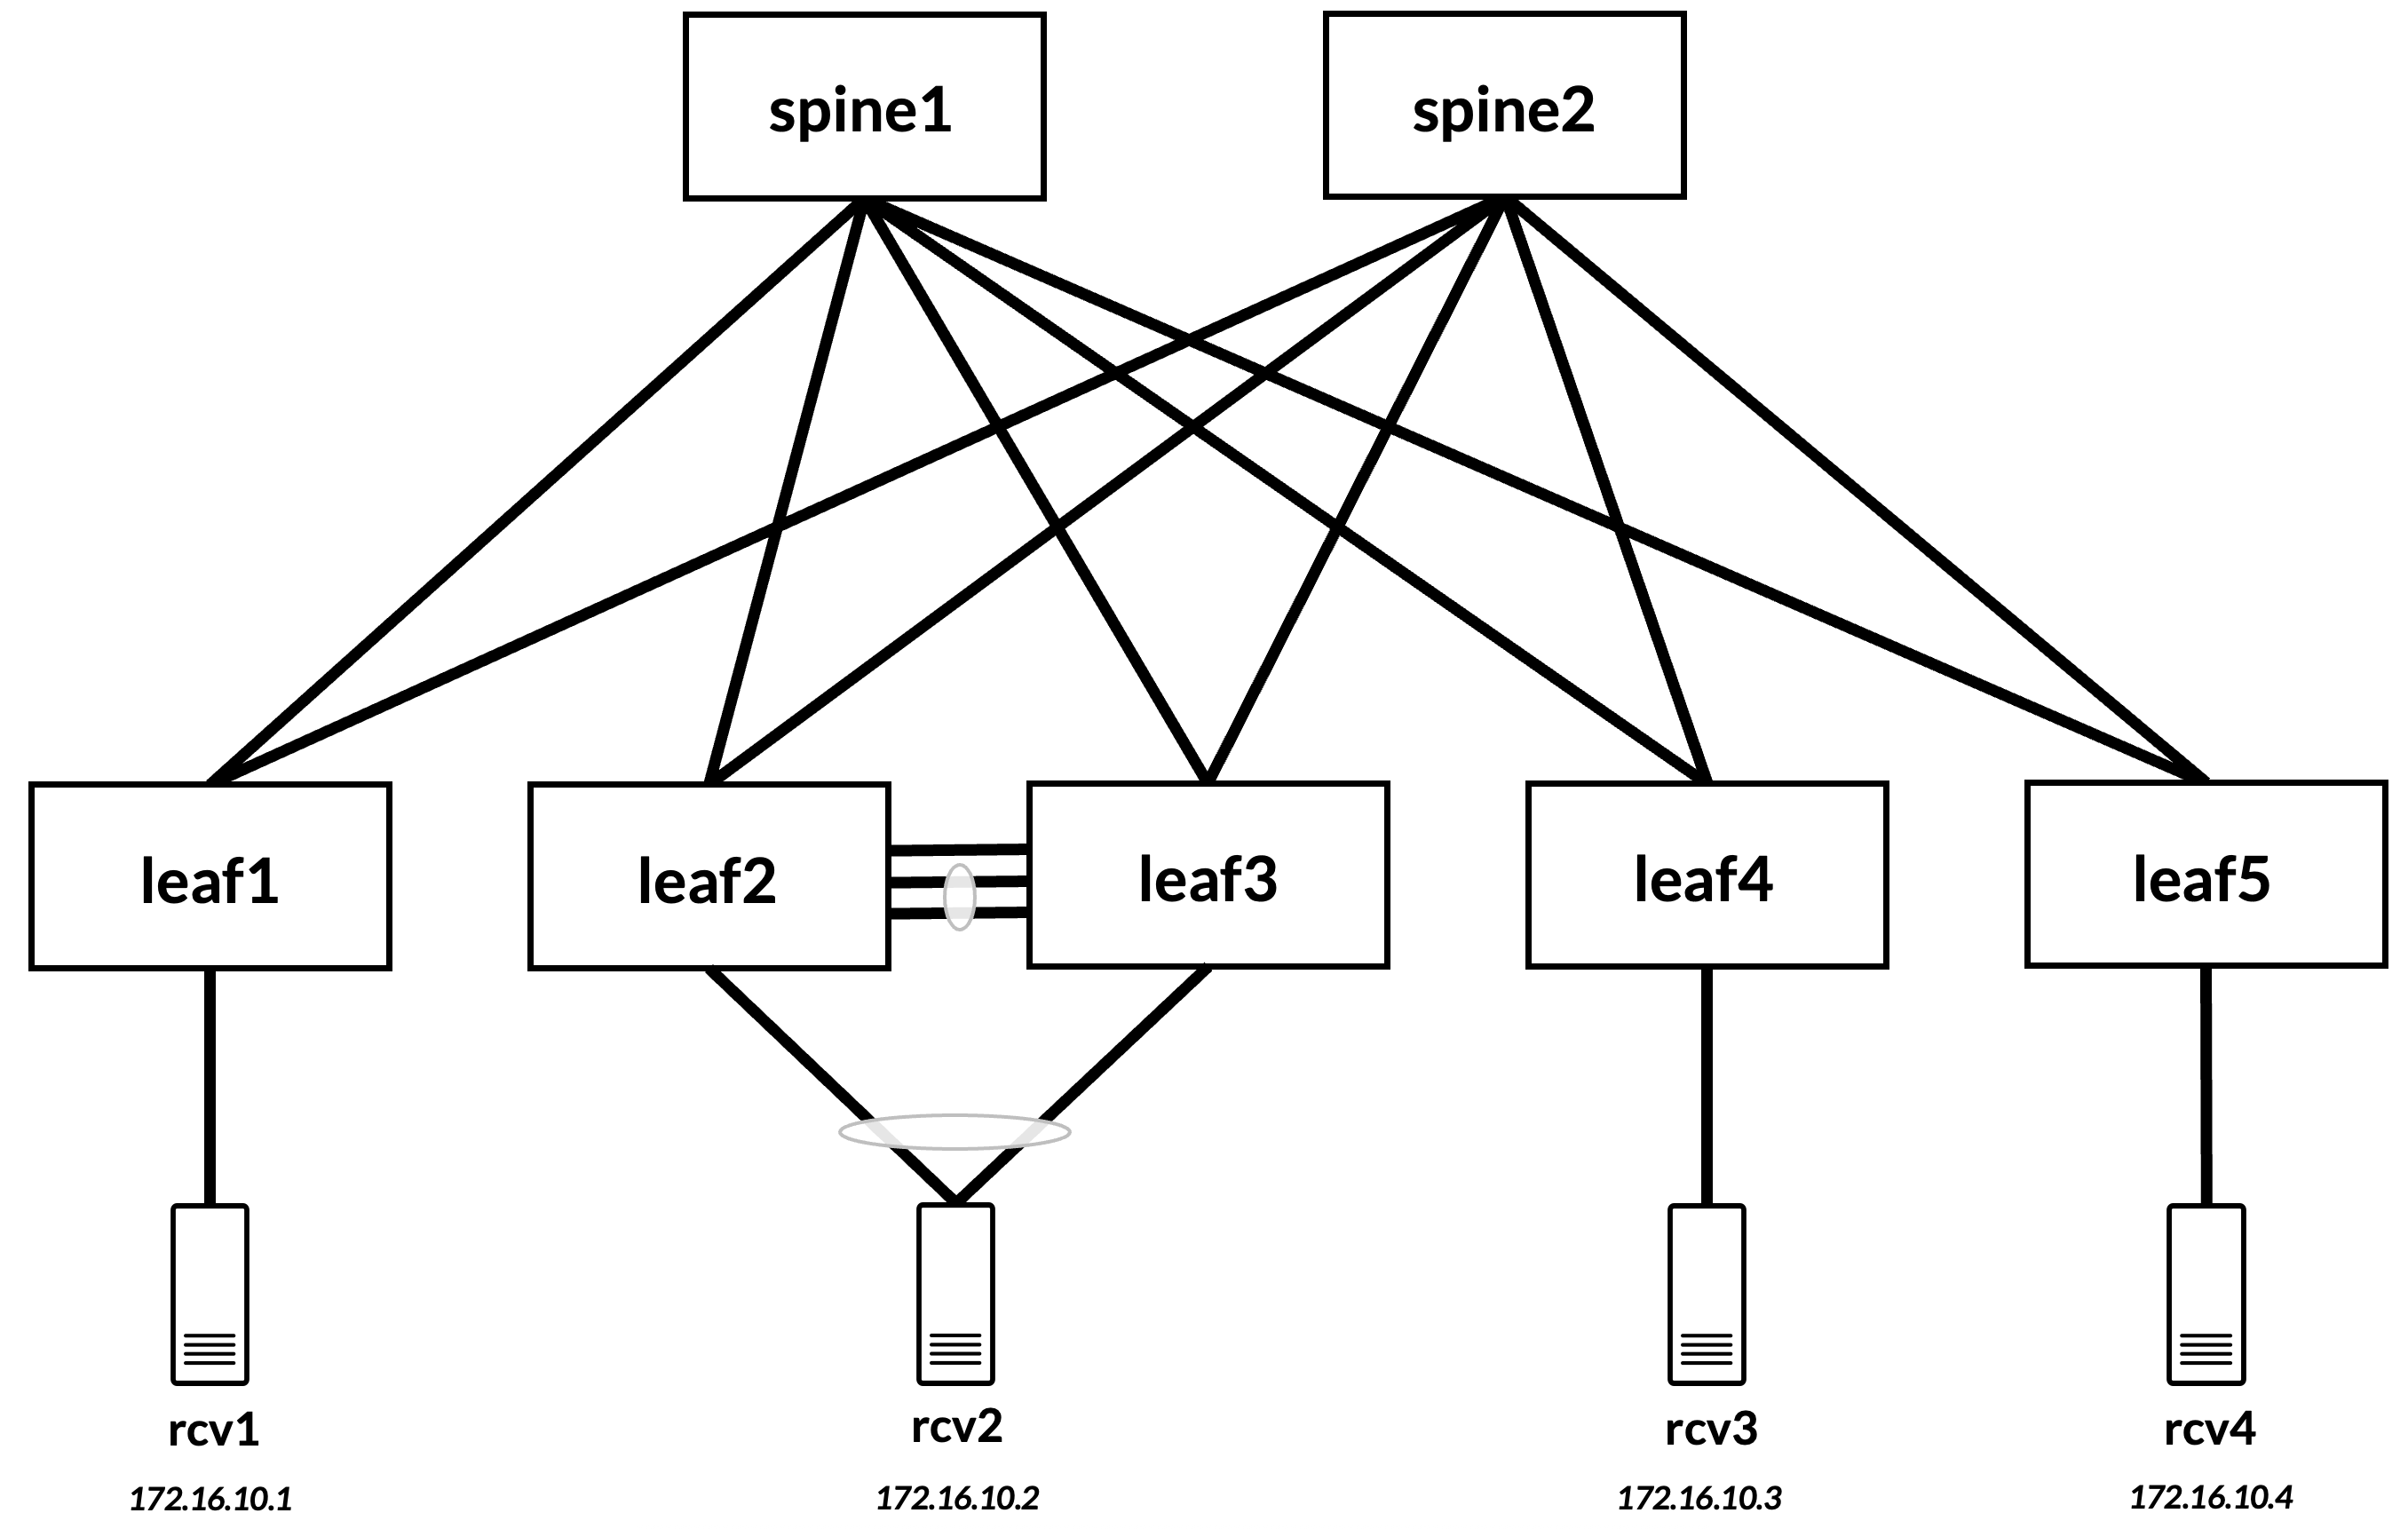 spine1
spine2
leaf1
leaf2
leaf3
leaf4
leaf5
rcv1
rcv2
rcv3
rcv4
172.16.10.1
172.16.10.2
172.16.10.3
172.16.10.4